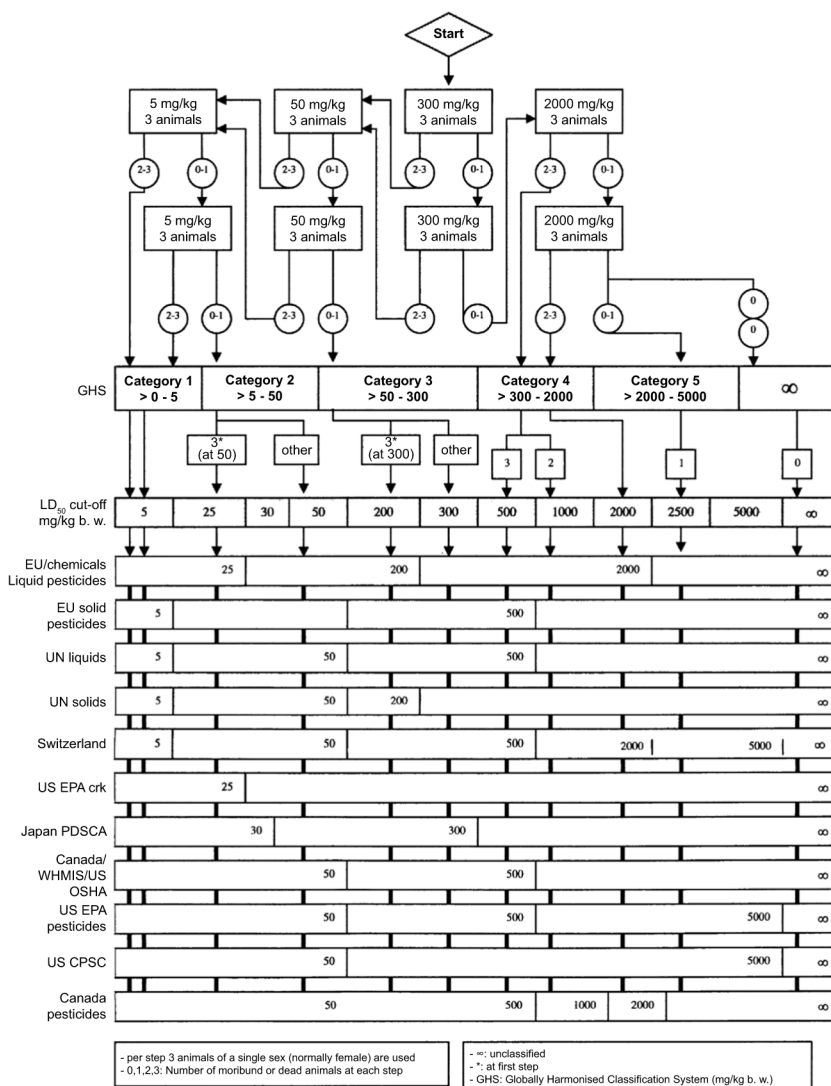 Start
5 mg/kg
3 animals
50 mg/kg
3 animals
300 mg/kg
3 animals
2000 mg/kg
3 animals
2-3
0-1
2-3
0-1
2-3
0-1
2-3
0-1
5 mg/kg
3 animals
50 mg/kg
3 animals
300 mg/kg
3 animals
2000 mg/kg
3 animals
2-3
0-1
2-3
0-1
2-3
0-1
2-3
0-1
0
0
GHS
Category 1
> 0 - 5
Category 2
> 5 - 50
Category 3
> 50 - 300
Category 4
> 300 - 2000
Category 5
> 2000 - 5000
∞
3*
(at 50)
other
3*
(at 300)
other
3
2
1
0
LD50 cut-off
mg/kg b. w.
5 25 30 50 200 300 500 1000 2000 2500 5000 ∞
EU/chemicals
Liquid pesticides
25 200 2000 ∞
EU solid
pesticides
5 500 ∞
UN liquids
5 50 500 ∞
UN solids
5 50 200 ∞
Switzerland
5 50 500 2000 5000 ∞
US EPA crk
25 ∞
Japan PDSCA
30 300 ∞
Canada/
WHMIS/US
OSHA
50 500 ∞
US EPA
pesticides
50 500 5000 ∞
US CPSC
50 5000 ∞
Canada
pesticides
50 500 1000 2000 ∞
- per step 3 animals of a single sex (normally female) are used
- 0,1,2,3: Number of moribund or dead animals at each step
- ∞: unclassified
- *: at first step
- GHS: Globally Harmonised Classification System (mg/kg b. w.)